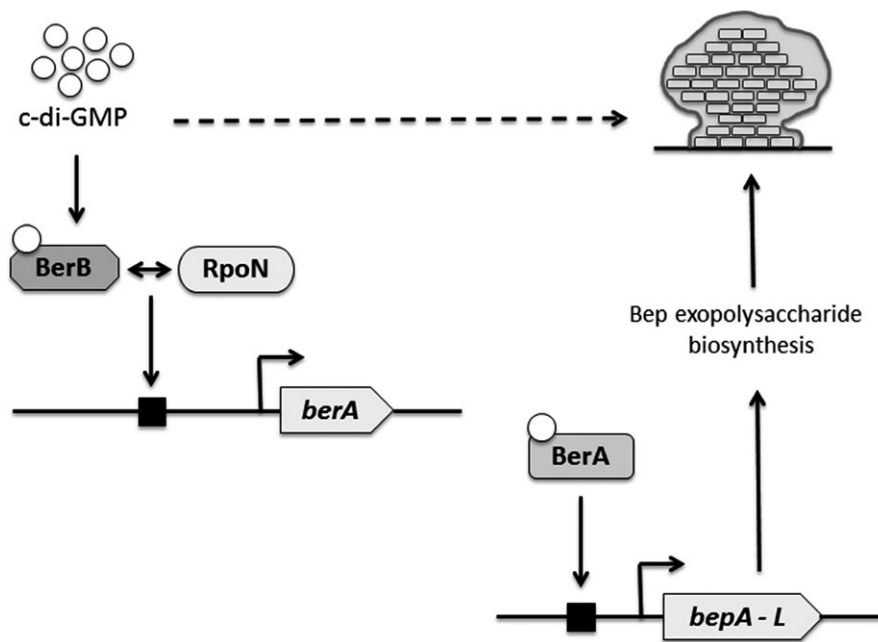 c-di-GMP
BerB
RpoN
berA
Bep exopolysaccharide
biosynthesis
BerA
bepA - L